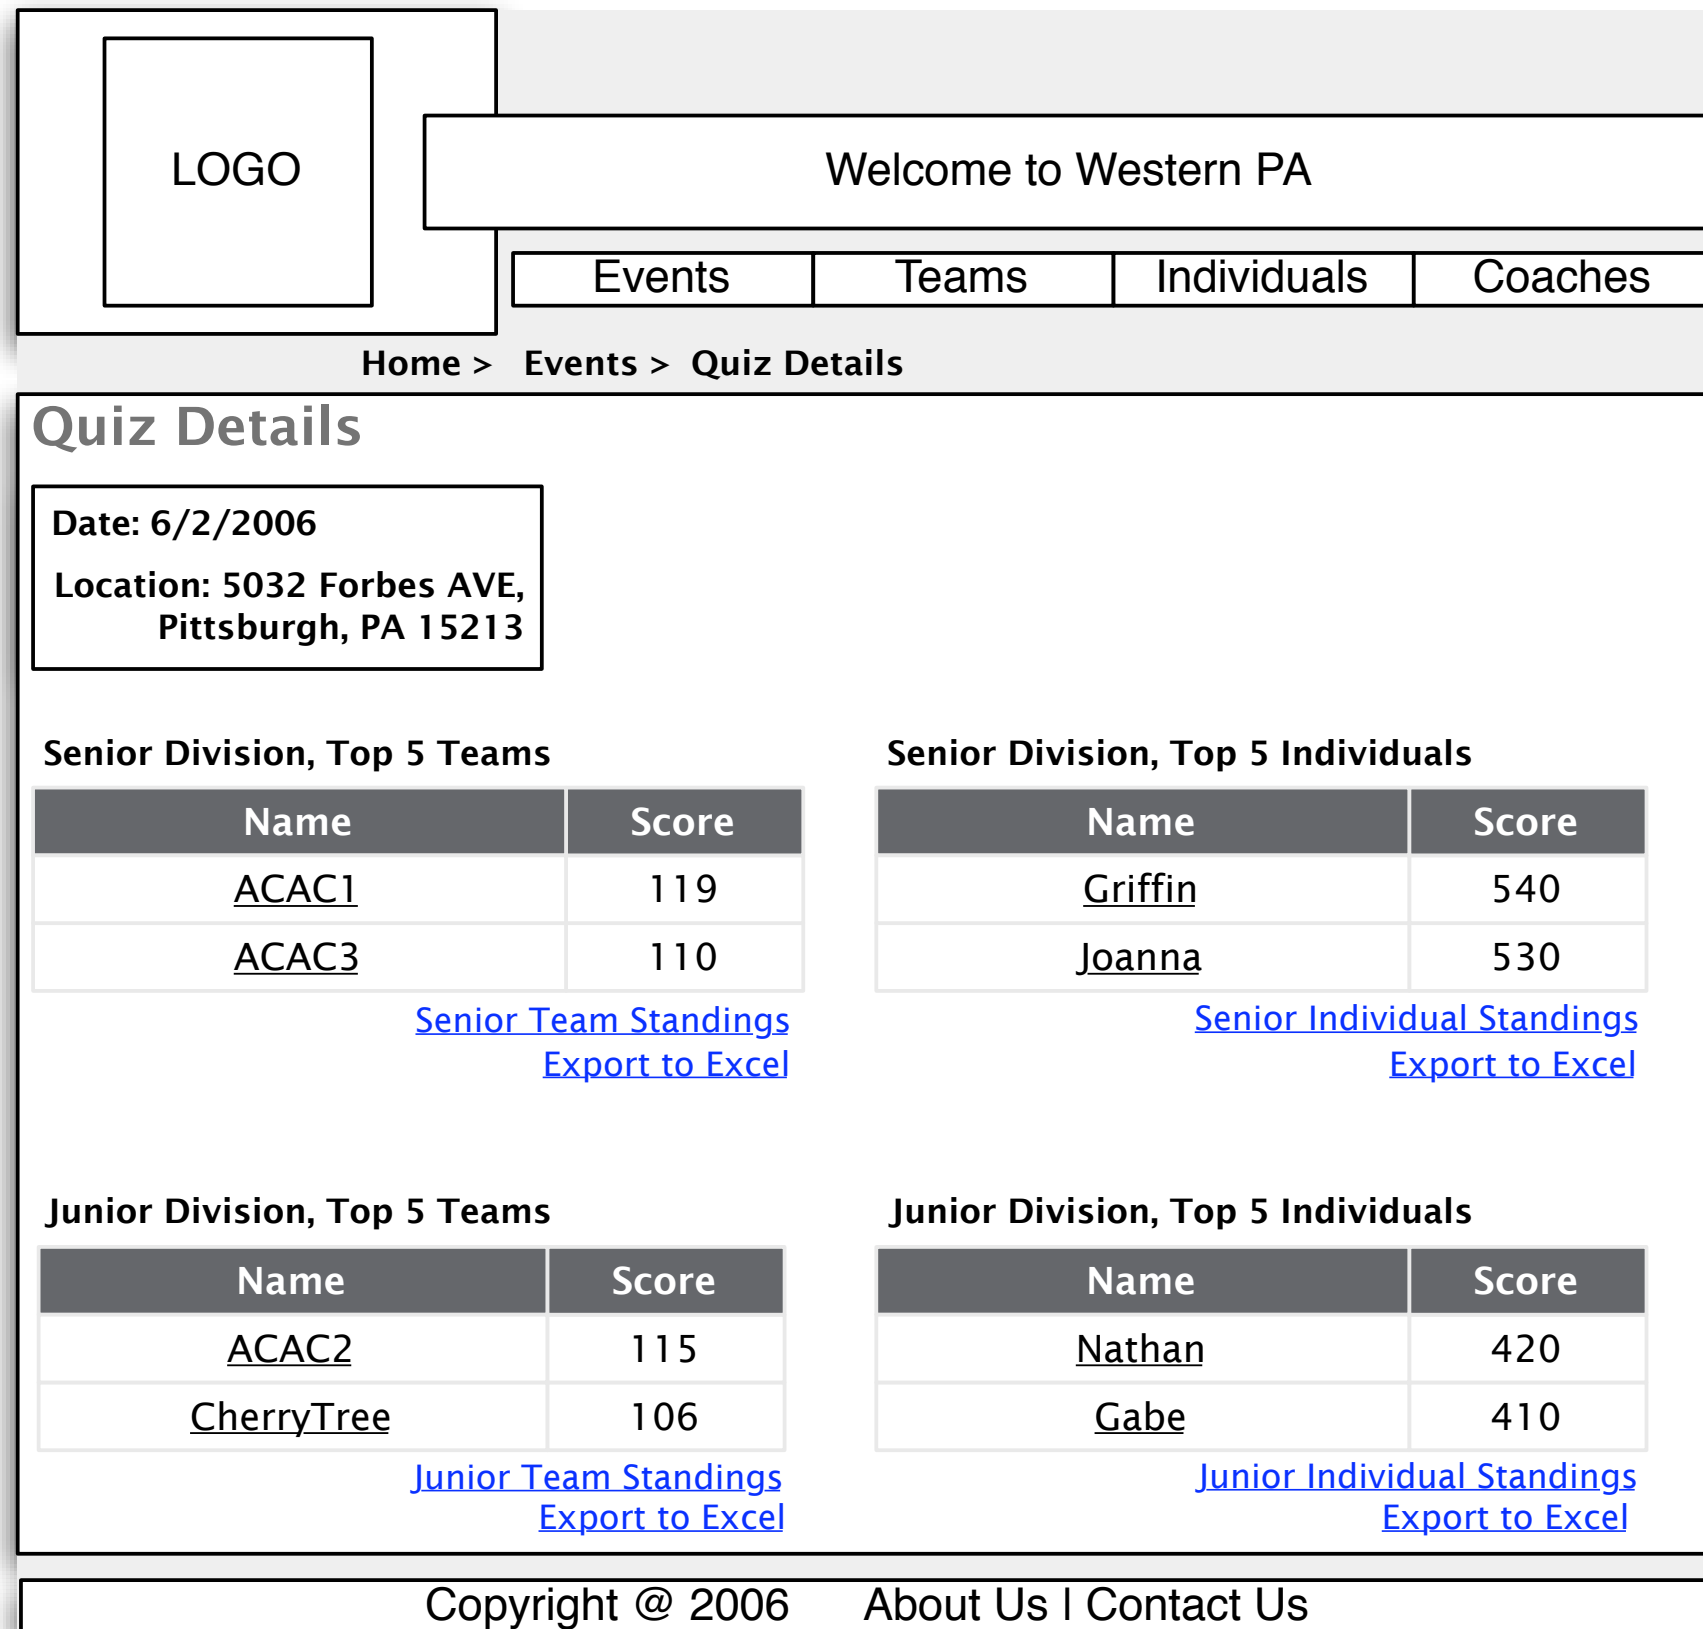 LOGO
Welcome to Western PA
Events Teams Individuals Coaches
Home > Events > Quiz Details
Quiz Details
Date: 6/2/2006
Location: 5032 Forbes AVE,
Pittsburgh, PA 15213
Senior Division, Top 5 Teams
Name Score
ACAC1 119
ACAC3 110
Senior Team Standings
Export to Excel
Senior Division, Top 5 Individuals
Name Score
Griffin 540
Joanna 530
Senior Individual Standings
Export to Excel
Junior Division, Top 5 Teams
Name Score
ACAC2 115
CherryTree 106
Junior Team Standings
Export to Excel
Junior Division, Top 5 Individuals
Name Score
Nathan 420
Gabe 410
Junior Individual Standings
Export to Excel
Copyright @ 2006 About Us | Contact Us